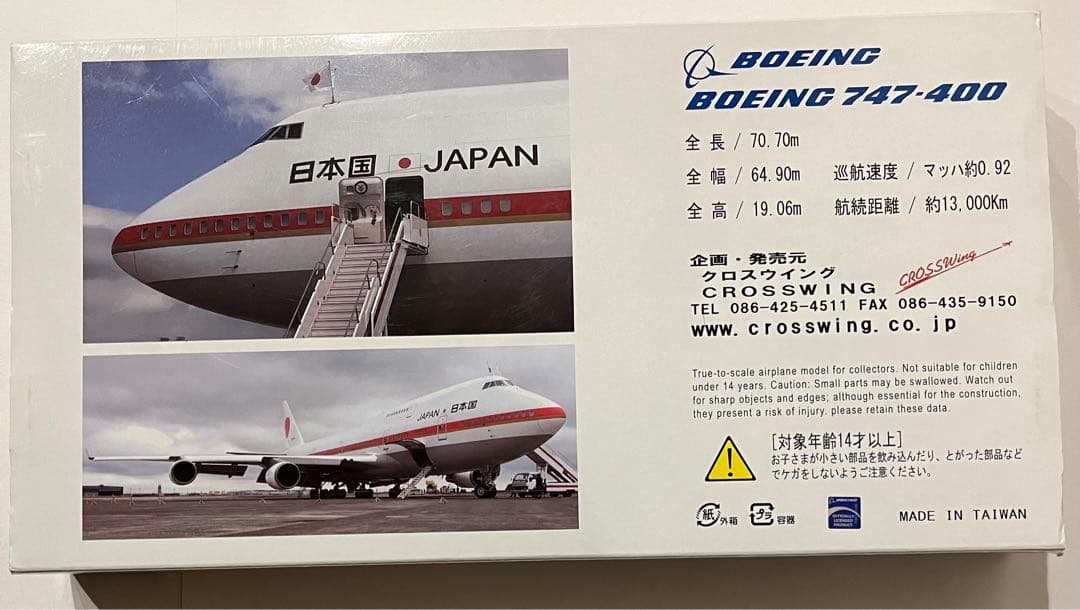 日本国 JAPAN
JAPAN 日本国
BOEING
BOEING 747-400
全長 / 70.70m
全幅 / 64.90m 巡航速度 / マッハ約0.92
全高 / 19.06m 航続距離 / 約13,000Km
企画・発売元
クロスウイング
CROSSWING
CROSSWing
TEL 086-425-4511 FAX 086-435-9150
www.crosswing.co.jp
True-to-scale airplane model for collectors. Not suitable for children
under 14 years. Caution: Small parts may be swallowed. Watch out
for sharp objects and edges; although essential for the construction,
they present a risk of injury. please retain these data.
[対象年齢14才以上]
お子さまが小さい部品を飲み込んだり、とがった部品など
でケガをしないようご注意ください。
紙 外箱 プラ 容器
BOEING
OFFICIALLY
LICENSED
PRODUCT
MADE IN TAIWAN